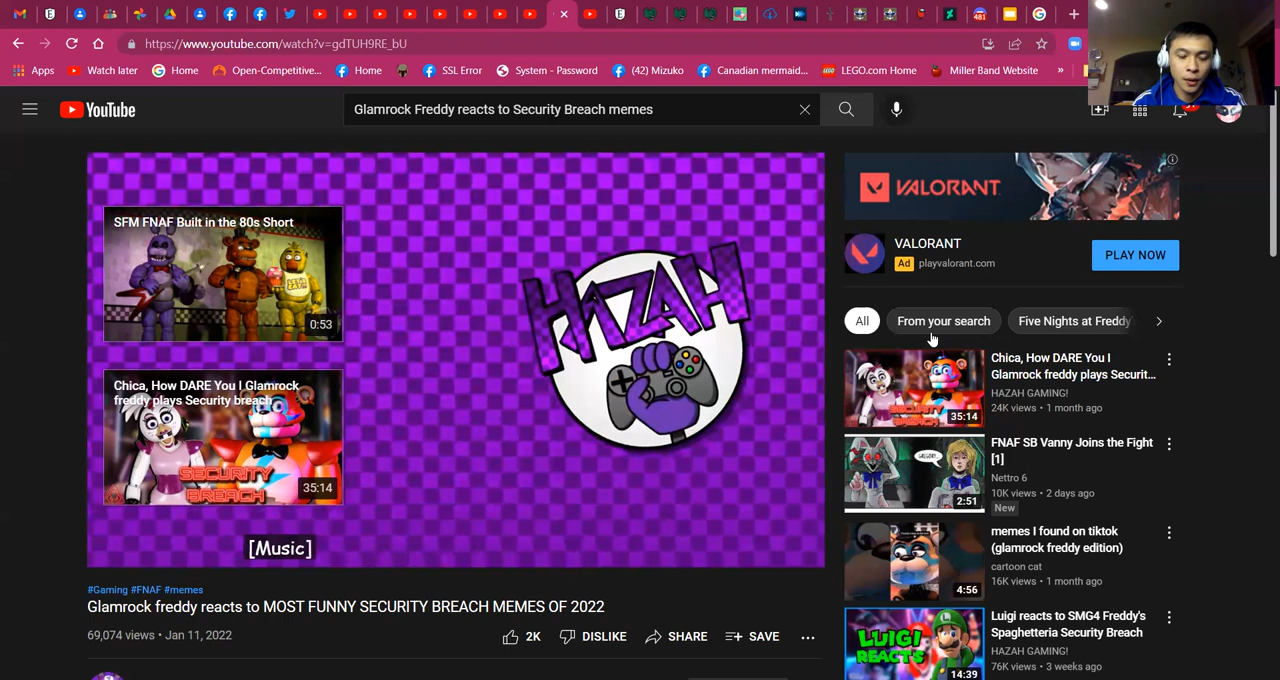 481
https://www.youtube.com/watch?v=gdTUH9RE_bU
Apps
Watch later
Home
Open-Competitive...
Home
SSL Error
System - Password
(42) Mizuko
Canadian mermaid...
LEGO.com Home
Miller Band Website
»
YouTube
Glamrock Freddy reacts to Security Breach memes
SFM FNAF Built in the 80s Short
0:53
Chica, How DARE You I Glamrock
freddy plays Security breach
SECURITY
BREACH
35:14
HAZAH
[Music]
#Gaming #FNAF #memes
Glamrock freddy reacts to MOST FUNNY SECURITY BREACH MEMES OF 2022
69,074 views • Jan 11, 2022
2K
DISLIKE
SHARE
SAVE
VALORANT
VALORANT
Ad playvalorant.com
PLAY NOW
All
From your search
Five Nights at Freddy'
Chica, How DARE You I
Glamrock freddy plays Securit...
HAZAH GAMING!
24K views • 1 month ago
SECURITY
BREACH
35:14
FNAF SB Vanny Joins the Fight
[1]
Nettro 6
10K views • 2 days ago
New
2:51
memes I found on tiktok
(glamrock freddy edition)
cartoon cat
16K views • 1 month ago
4:56
Luigi reacts to SMG4 Freddy's
Spaghetteria Security Breach
HAZAH GAMING!
76K views • 3 weeks ago
LUIGI
REACTS
14:39